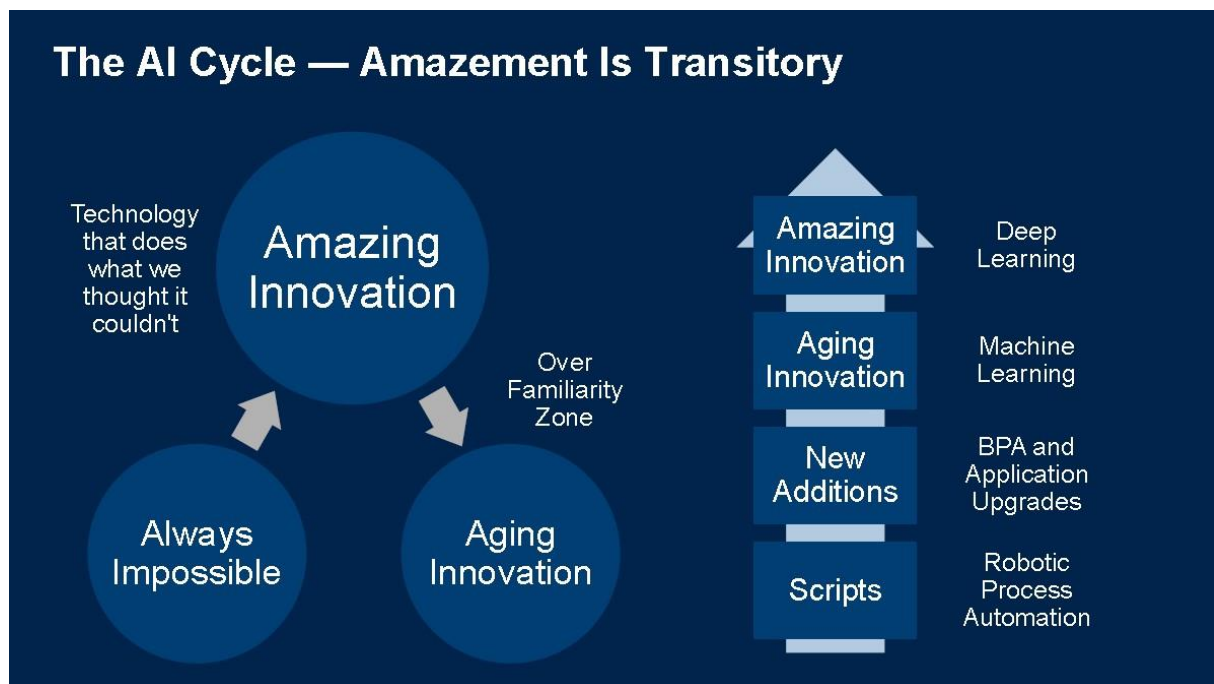 The AI Cycle — Amazement Is Transitory
Technology
that does
what we
thought it
couldn't
Amazing
Innovation
Over
Familiarity
Zone
Always
Impossible
Aging
Innovation
Amazing
Innovation
Deep
Learning
Aging
Innovation
Machine
Learning
New
Additions
BPA and
Application
Upgrades
Scripts
Robotic
Process
Automation